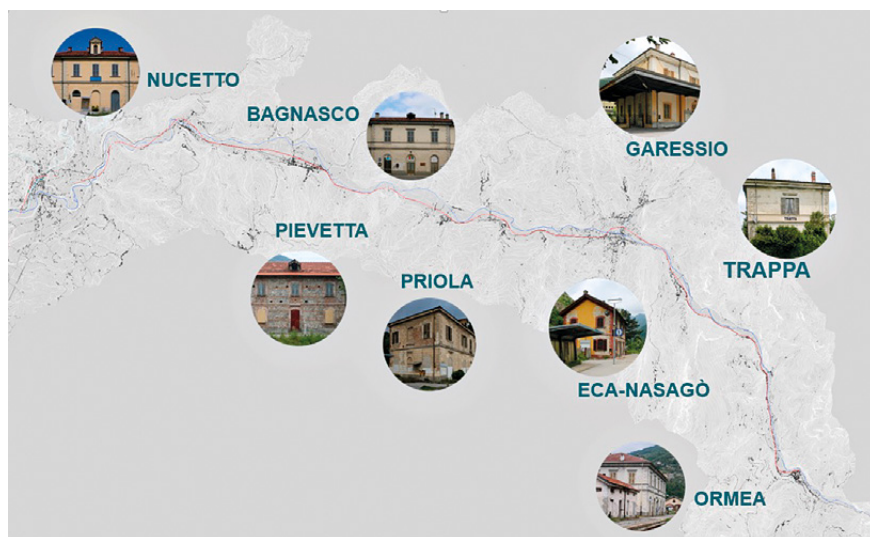 NUCETTO
BAGNASCO
GARESSIO
PIEVETTA
PRIOLA
TRAPPA
ECA-NASAGÒ
ORMEA